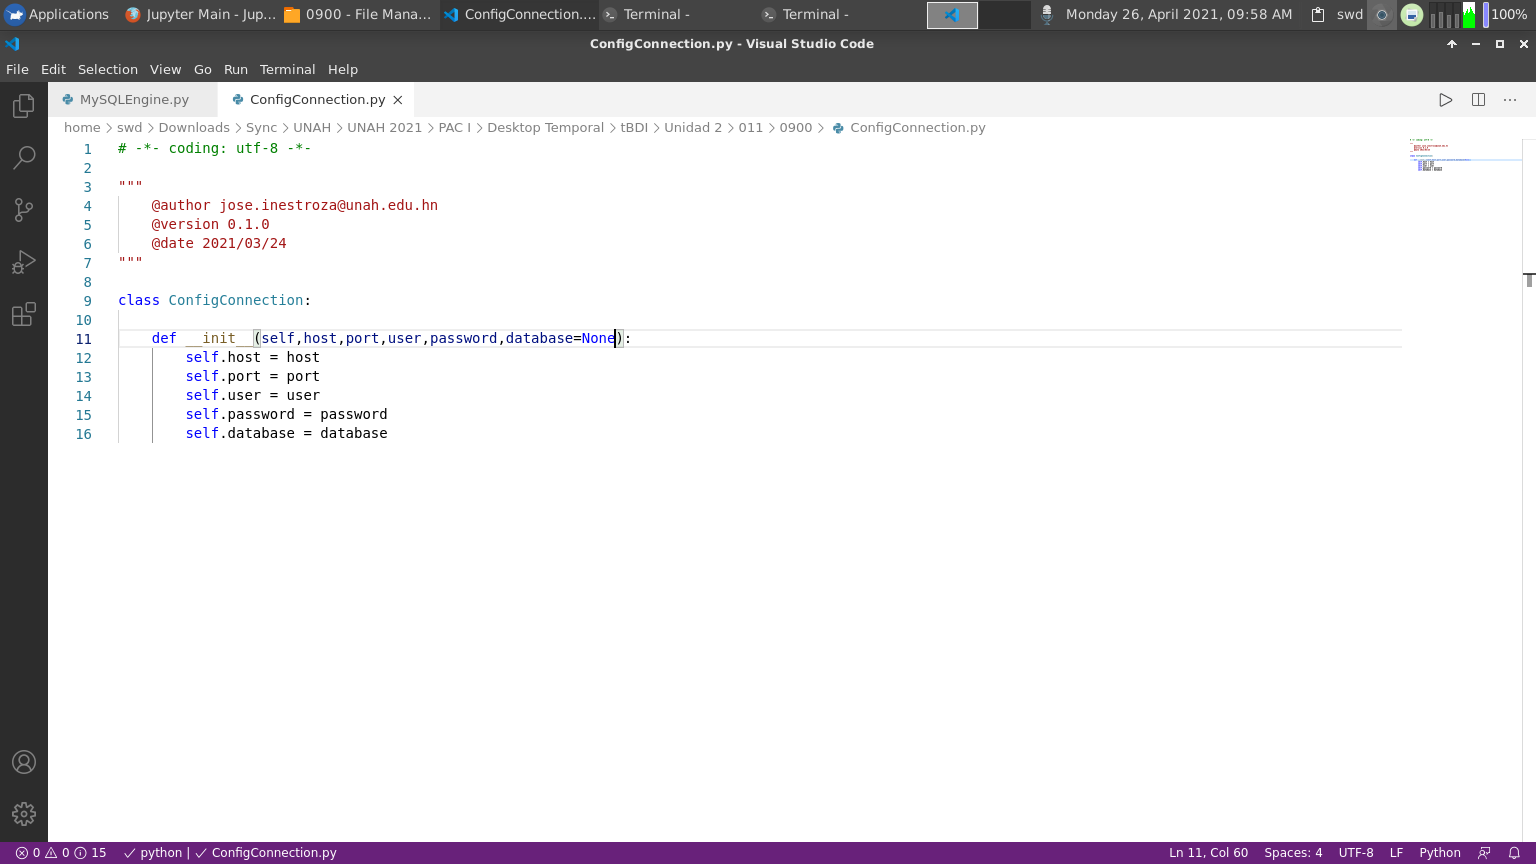 Applications Jupyter Main - Jup... 0900 - File Mana... ConfigConnection.... Terminal - Terminal - Monday 26, April 2021, 09:58 AM swd 100%
ConfigConnection.py - Visual Studio Code
File Edit Selection View Go Run Terminal Help
MySQLEngine.py ConfigConnection.py
home > swd > Downloads > Sync > UNAH > UNAH 2021 > PAC I > Desktop Temporal > tBDI > Unidad 2 > 011 > 0900 > ConfigConnection.py
1 # -*- coding: utf-8 -*-
2
3 """
4     @author jose.inestroza@unah.edu.hn
5     @version 0.1.0
6     @date 2021/03/24
7 """
8
9 class ConfigConnection:
10
11     def __init__(self,host,port,user,password,database=None):
12         self.host = host
13         self.port = port
14         self.user = user
15         self.password = password
16         self.database = database
0 0 15 python | ConfigConnection.py Ln 11, Col 60 Spaces: 4 UTF-8 LF Python